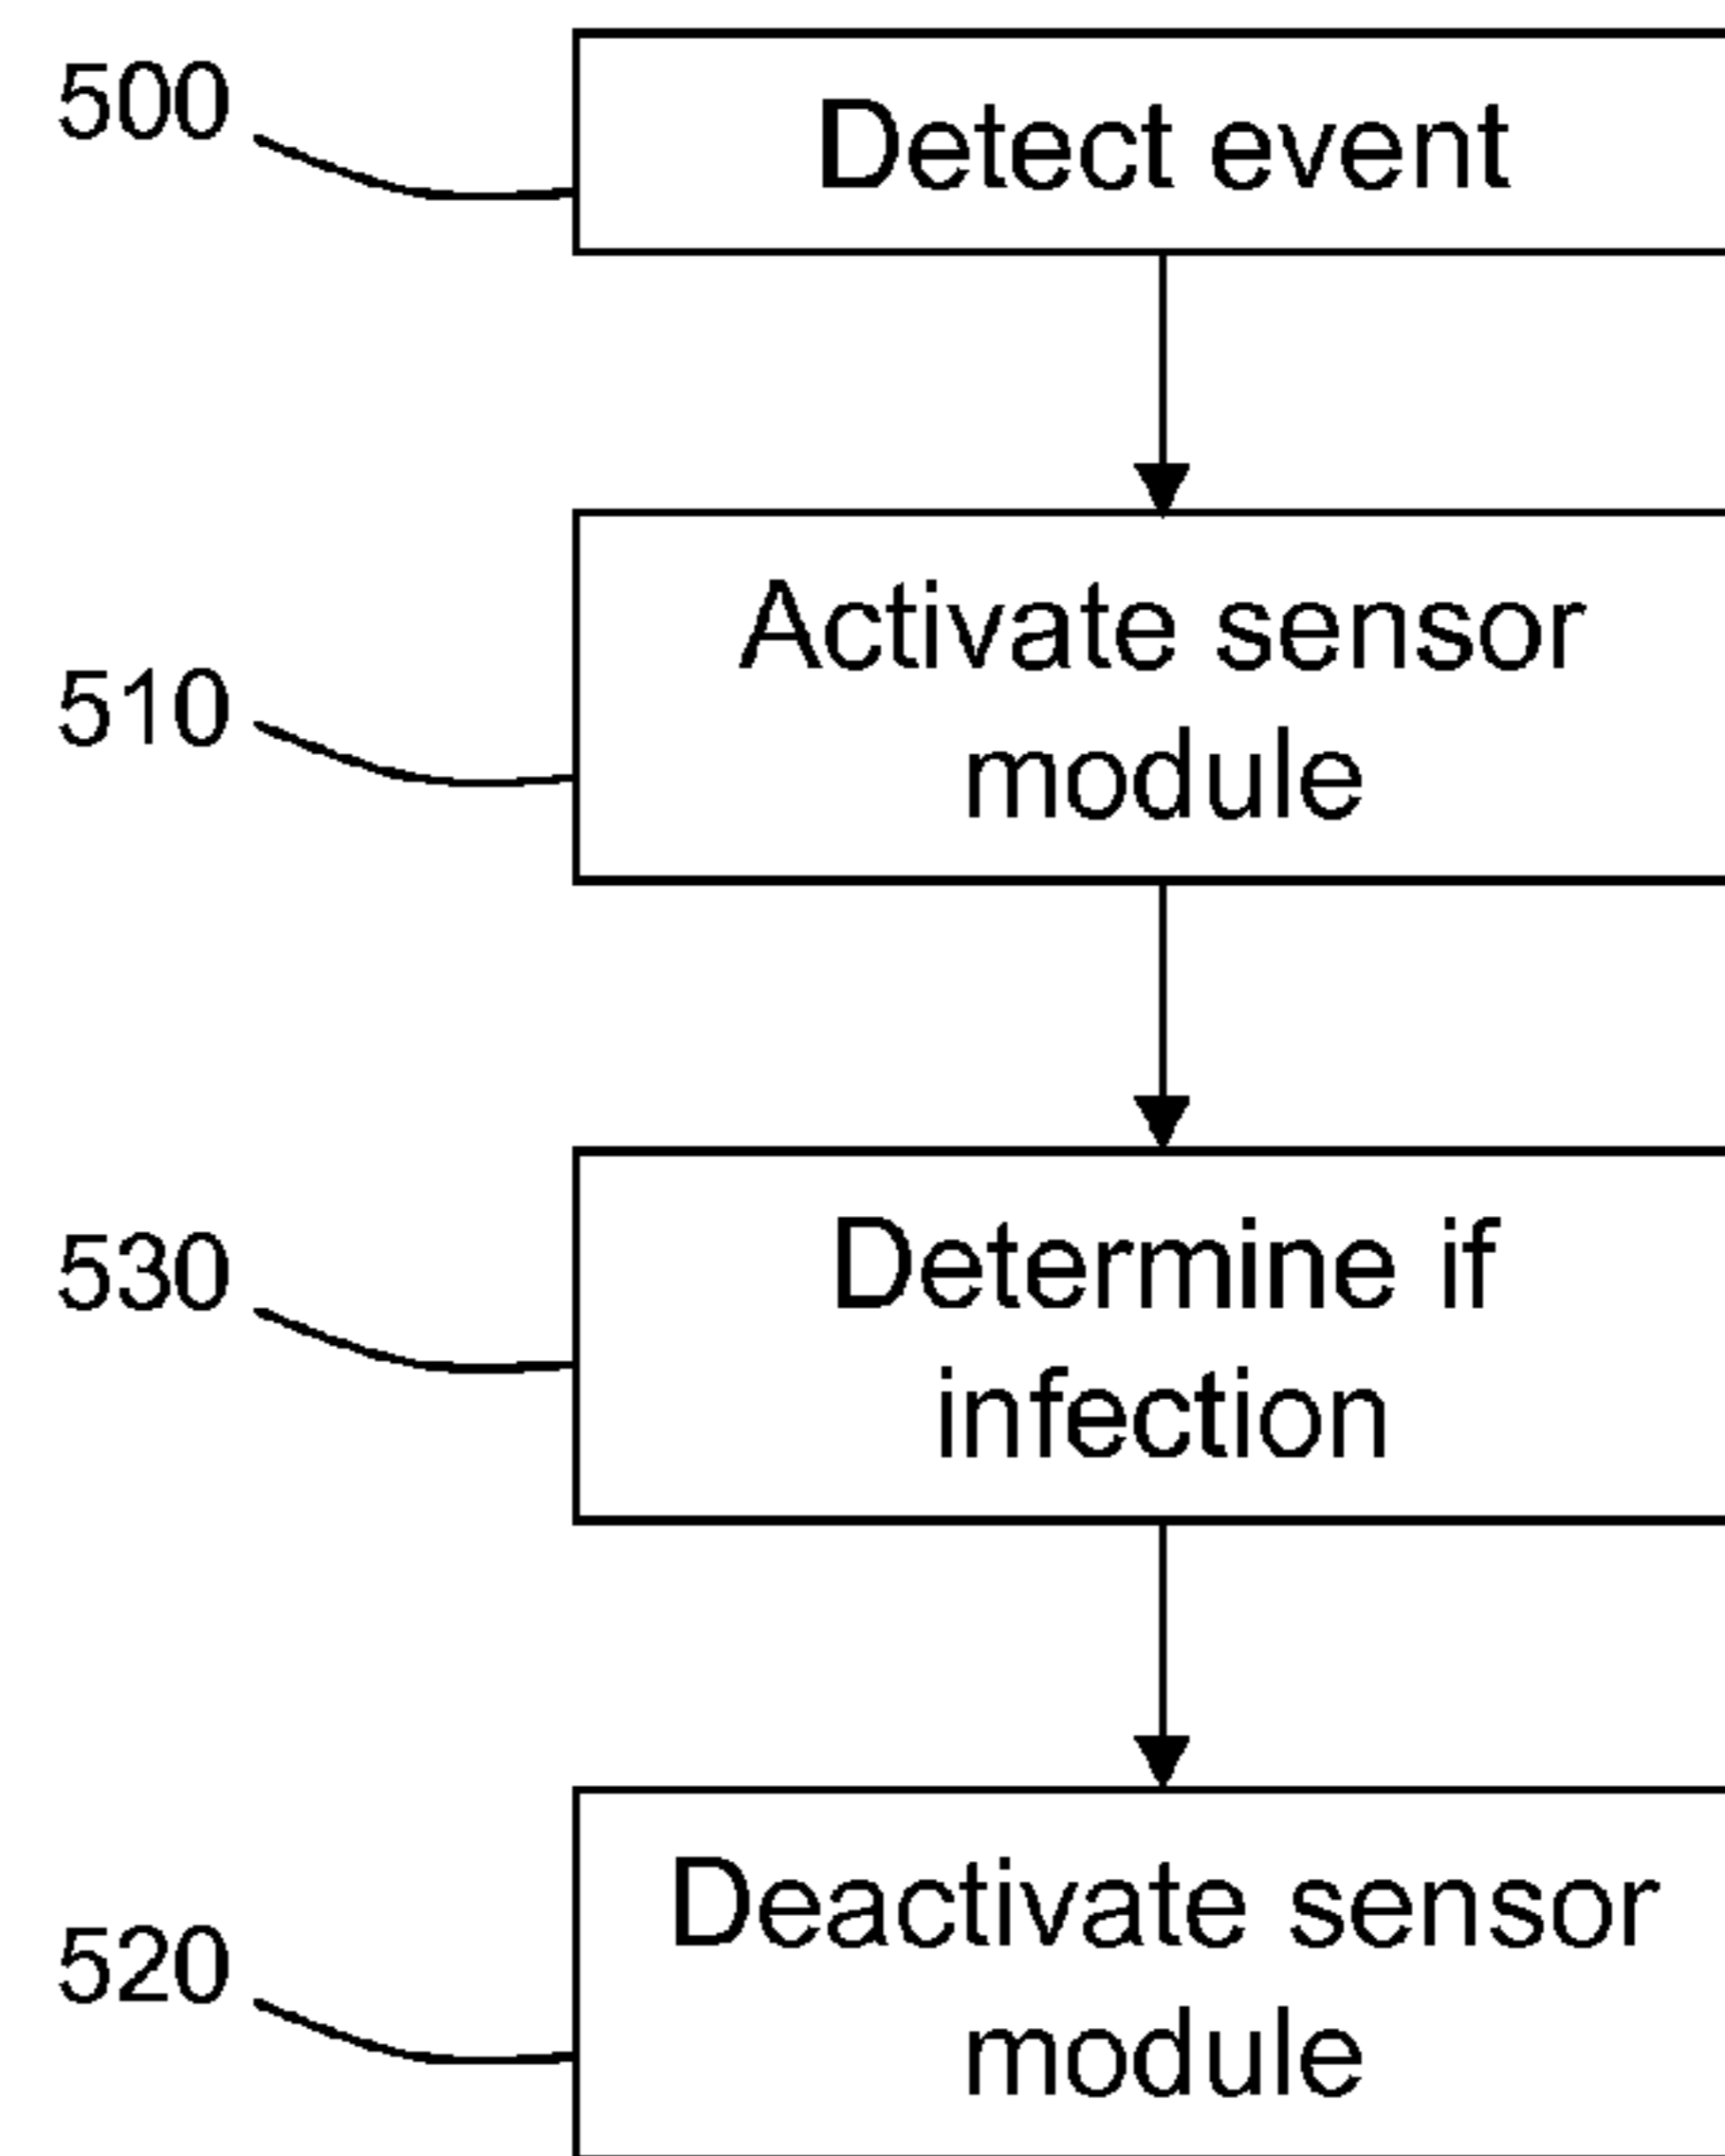 500
Detect event
Activate sensor
510
module
530
Determine if
infection
Deactivate sensor
520
module